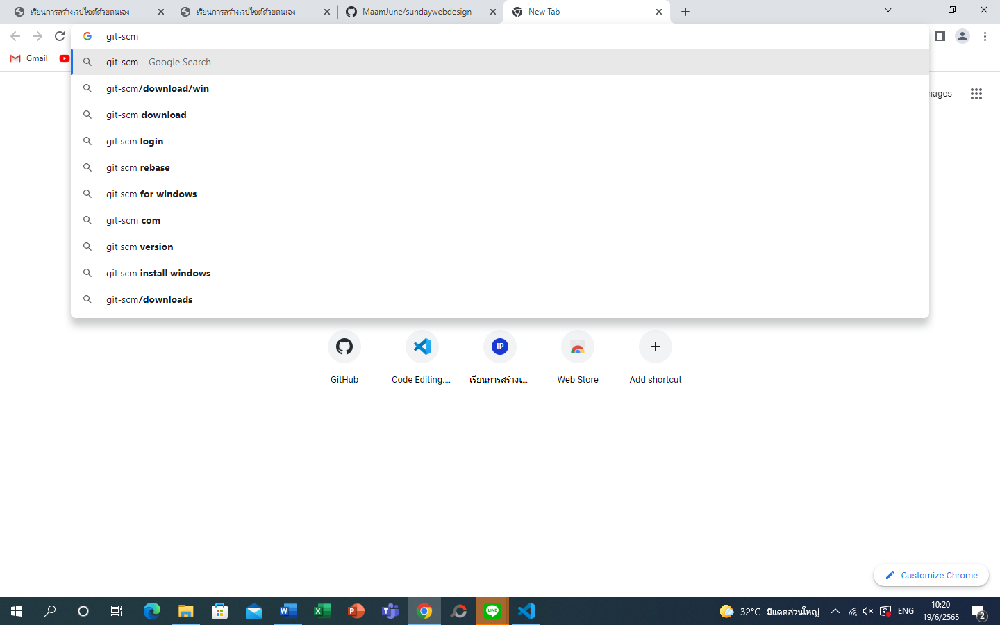 เรียนการสร้างเวปไซต์ด้วยตนเอง
เรียนการสร้างเวปไซต์ด้วยตนเอง
MaamJune/sundaywebdesign
New Tab
git-scm
Gmail
git-scm - Google Search
git-scm/download/win
mages
git-scm download
git scm login
git scm rebase
git scm for windows
git-scm com
git scm version
git scm install windows
git-scm/downloads
IP
GitHub
Code Editing....
เรียนการสร้างเ...
Web Store
Add shortcut
Customize Chrome
32°C มีแดดส่วนใหญ่
ENG
10:20
19/6/2565
2